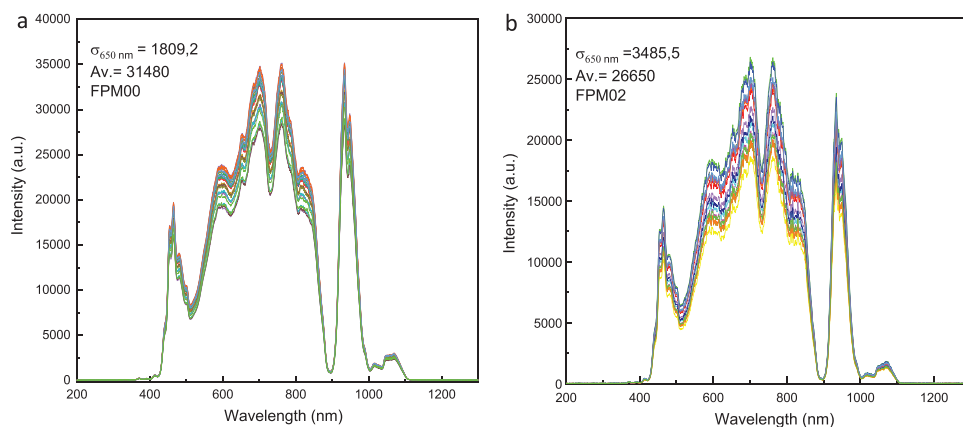 a
40000
35000
30000
25000
20000
15000
10000
5000
0
200 400 600 800 1000 1200
Intensity (a.u.)
Wavelength (nm)
σ650 nm = 1809,2
Av.= 31480
FPM00
b
30000
25000
20000
15000
10000
5000
0
200 400 600 800 1000 1200
Intensity (a.u.)
Wavelength (nm)
σ650 nm =3485,5
Av.= 26650
FPM02